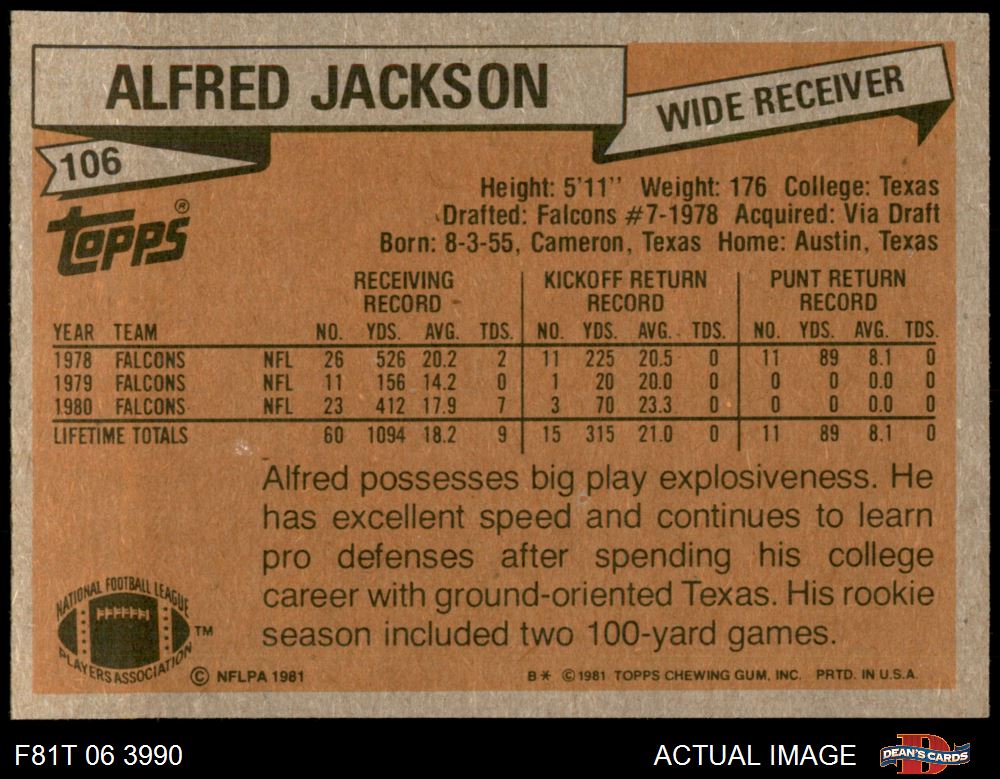 ALFRED JACKSON
WIDE RECEIVER
106
Topps®
Height: 5'11" Weight: 176 College: Texas
Drafted: Falcons #7-1978 Acquired: Via Draft
Born: 8-3-55, Cameron, Texas Home: Austin, Texas
RECEIVING RECORD KICKOFF RETURN RECORD PUNT RETURN RECORD
YEAR TEAM NO. YDS. AVG. TDS. NO. YDS. AVG. TDS. NO. YDS. AVG. TDS.
1978 FALCONS NFL 26 526 20.2 2 11 225 20.5 0 11 89 8.1 0
1979 FALCONS NFL 11 156 14.2 0 1 20 20.0 0 0 0 0.0 0
1980 FALCONS NFL 23 412 17.9 7 3 70 23.3 0 0 0 0.0 0
LIFETIME TOTALS 60 1094 18.2 9 15 315 21.0 0 11 89 8.1 0
Alfred possesses big play explosiveness. He
has excellent speed and continues to learn
pro defenses after spending his college
career with ground-oriented Texas. His rookie
season included two 100-yard games.
NATIONAL FOOTBALL LEAGUE
PLAYERS ASSOCIATION ™
© NFLPA 1981
B* © 1981 TOPPS CHEWING GUM, INC. PRTD. IN U.S.A.
F81T 06 3990
ACTUAL IMAGE
D
DEAN'S CARDS